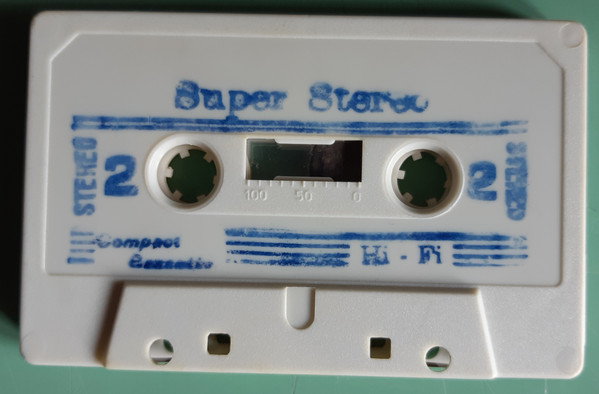 Super Stereo
STEREO 2 2 STEREO
100 50 0
Compact
Cassette
Hi - Fi